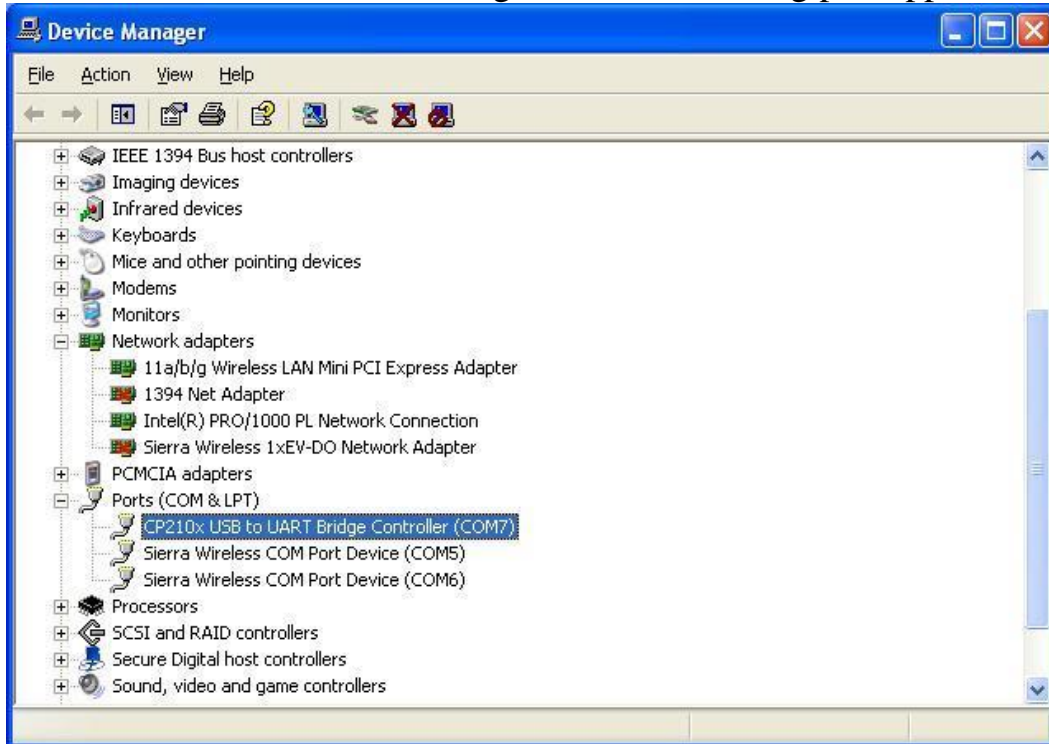 Device Manager
File Action View Help
IEEE 1394 Bus host controllers
Imaging devices
Infrared devices
Keyboards
Mice and other pointing devices
Modems
Monitors
Network adapters
11a/b/g Wireless LAN Mini PCI Express Adapter
1394 Net Adapter
Intel(R) PRO/1000 PL Network Connection
Sierra Wireless 1xEV-DO Network Adapter
PCMCIA adapters
Ports (COM & LPT)
CP210x USB to UART Bridge Controller (COM7)
Sierra Wireless COM Port Device (COM5)
Sierra Wireless COM Port Device (COM6)
Processors
SCSI and RAID controllers
Secure Digital host controllers
Sound, video and game controllers